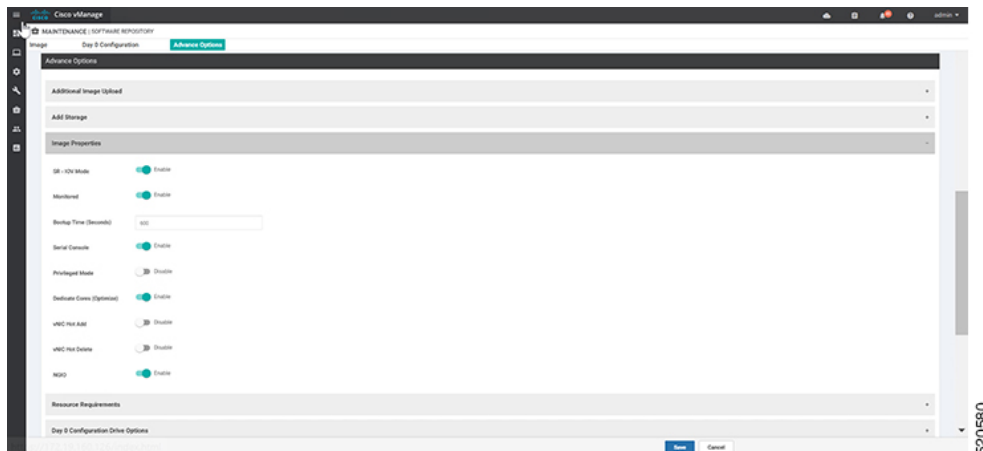 Cisco vManage
admin
MAINTENANCE | SOFTWARE REPOSITORY
Image Day 0 Configuration Advance Options
Advance Options
Additional Image Upload
Add Storage
Image Properties
SR - IOV Mode Enable
Monitored Enable
Bootup Time (Seconds) 600
Serial Console Enable
Privileged Mode Disable
Dedicate Cores (Optimize) Enable
vNIC Hot Add Disable
vNIC Hot Delete Disable
NGIO Enable
Resource Requirements
Day 0 Configuration Drive Options
Save Cancel
520580